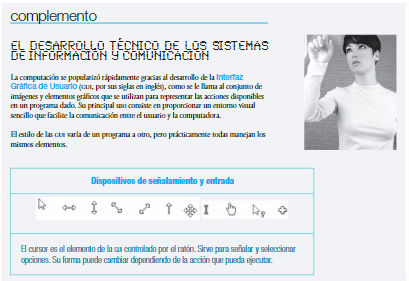 complemento
EL DESARROLLO TÉCNICO DE LOS SISTEMAS
DE INFORMACIÓN Y COMUNICACIÓN
La computación se popularizó rápidamente gracias al desarrollo de la Interfaz
Gráfica de Usuario (GUI, por sus siglas en inglés), como se le llama al conjunto de
imágenes y elementos gráficos que se utilizan para representar las acciones disponibles
en un programa dado. Su principal uso consiste en proporcionar un entorno visual
sencillo que facilite la comunicación entre el usuario y la computadora.
El estilo de las GUI varía de un programa a otro, pero prácticamente todas manejan los
mismos elementos.
Dispositivos de señalamiento y entrada
El cursor es el elemento de la GUI controlado por el ratón. Sirve para señalar y seleccionar
opciones. Su forma puede cambiar dependiendo de la acción que pueda ejecutar.